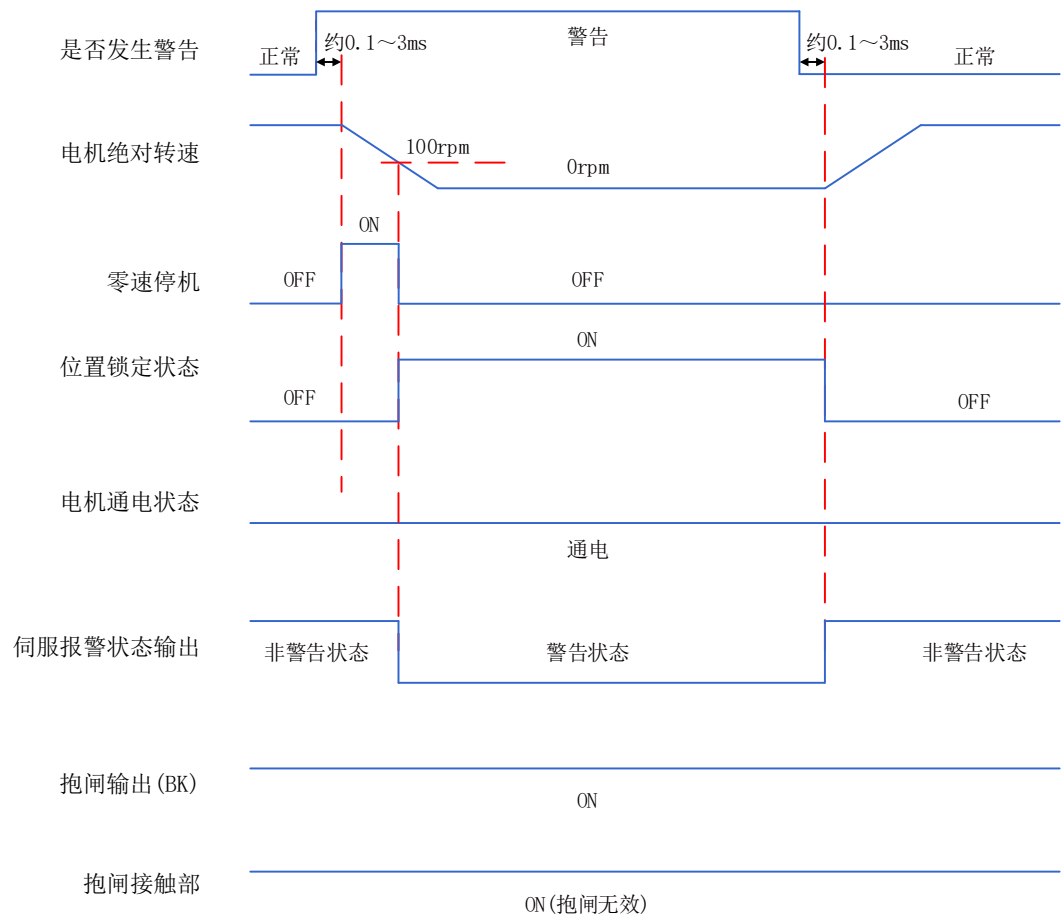 是否发生警告
正常
约0.1～3ms
警告
约0.1～3ms
正常
电机绝对转速
100rpm
0rpm
零速停机
OFF
ON
OFF
位置锁定状态
OFF
ON
OFF
电机通电状态
通电
伺服报警状态输出
非警告状态
警告状态
非警告状态
抱闸输出(BK)
ON
抱闸接触部
ON(抱闸无效)